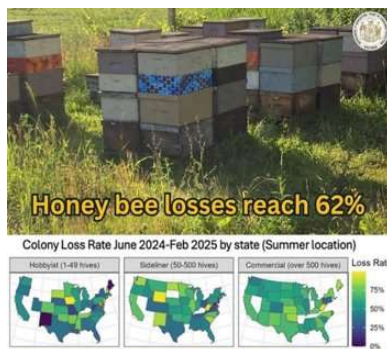 Honey bee losses reach 62%
Colony Loss Rate June 2024-Feb 2025 by state (Summer location)
Hobbyist (1-49 hives)
Sideliner (50-500 hives)
Commercial (over 500 hives)
Loss Rat
75%
50%
25%
0%